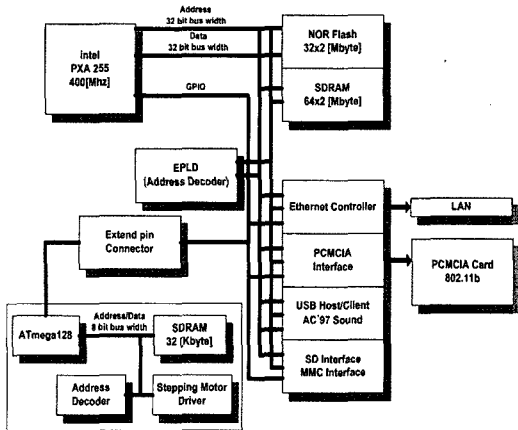 Address
32 bit bus width
Data
32 bit bus width
GPIO
intel
PXA 255
400[Mhz]
NOR Flash
32x2 [Mbyte]
SDRAM
64x2 [Mbyte]
EPLD
(Address Decoder)
Extend pin
Connector
Ethernet Controller
LAN
PCMCIA
Interface
PCMCIA Card
802.11b
USB Host/Client
AC`97 Sound
SD Interface
MMC Interface
ATmega128
Address/Data
8 bit bus width
SDRAM
32 [Kbyte]
Address
Decoder
Stepping Motor
Driver